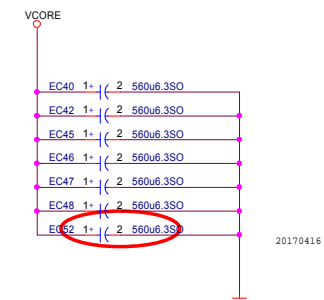 VCORE
EC40 1+ 2 560u6.3SO
EC42 1+ 2 560u6.3SO
EC45 1+ 2 560u6.3SO
EC46 1+ 2 560u6.3SO
EC47 1+ 2 560u6.3SO
EC48 1+ 2 560u6.3SO
EC52 1+ 2 560u6.3SO
20170416